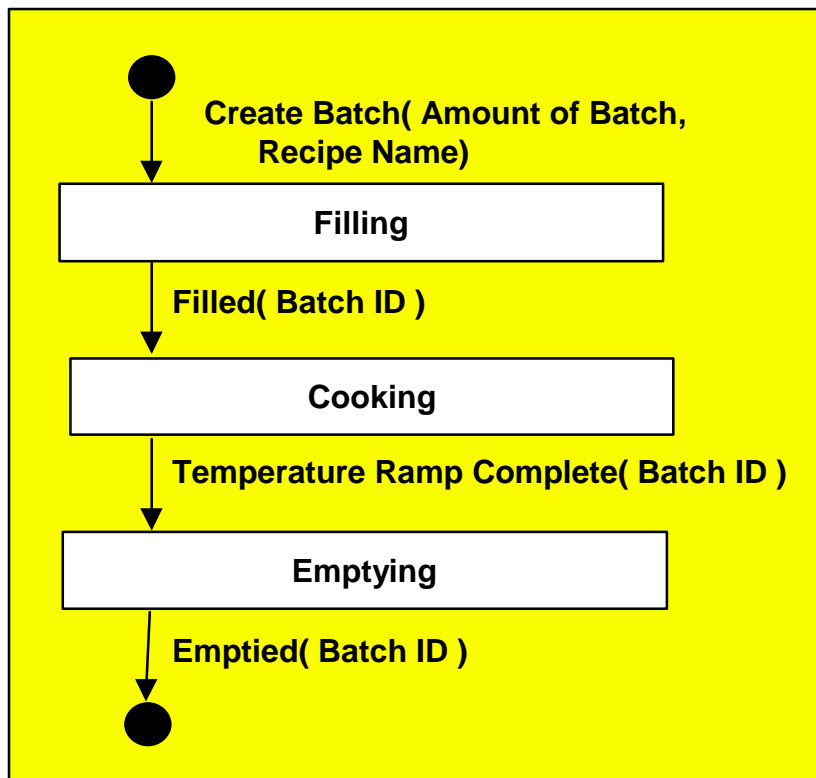 Create Batch( Amount of Batch,
Recipe Name)
Filling
Filled( Batch ID )
Cooking
Temperature Ramp Complete( Batch ID )
Emptying
Emptied( Batch ID )